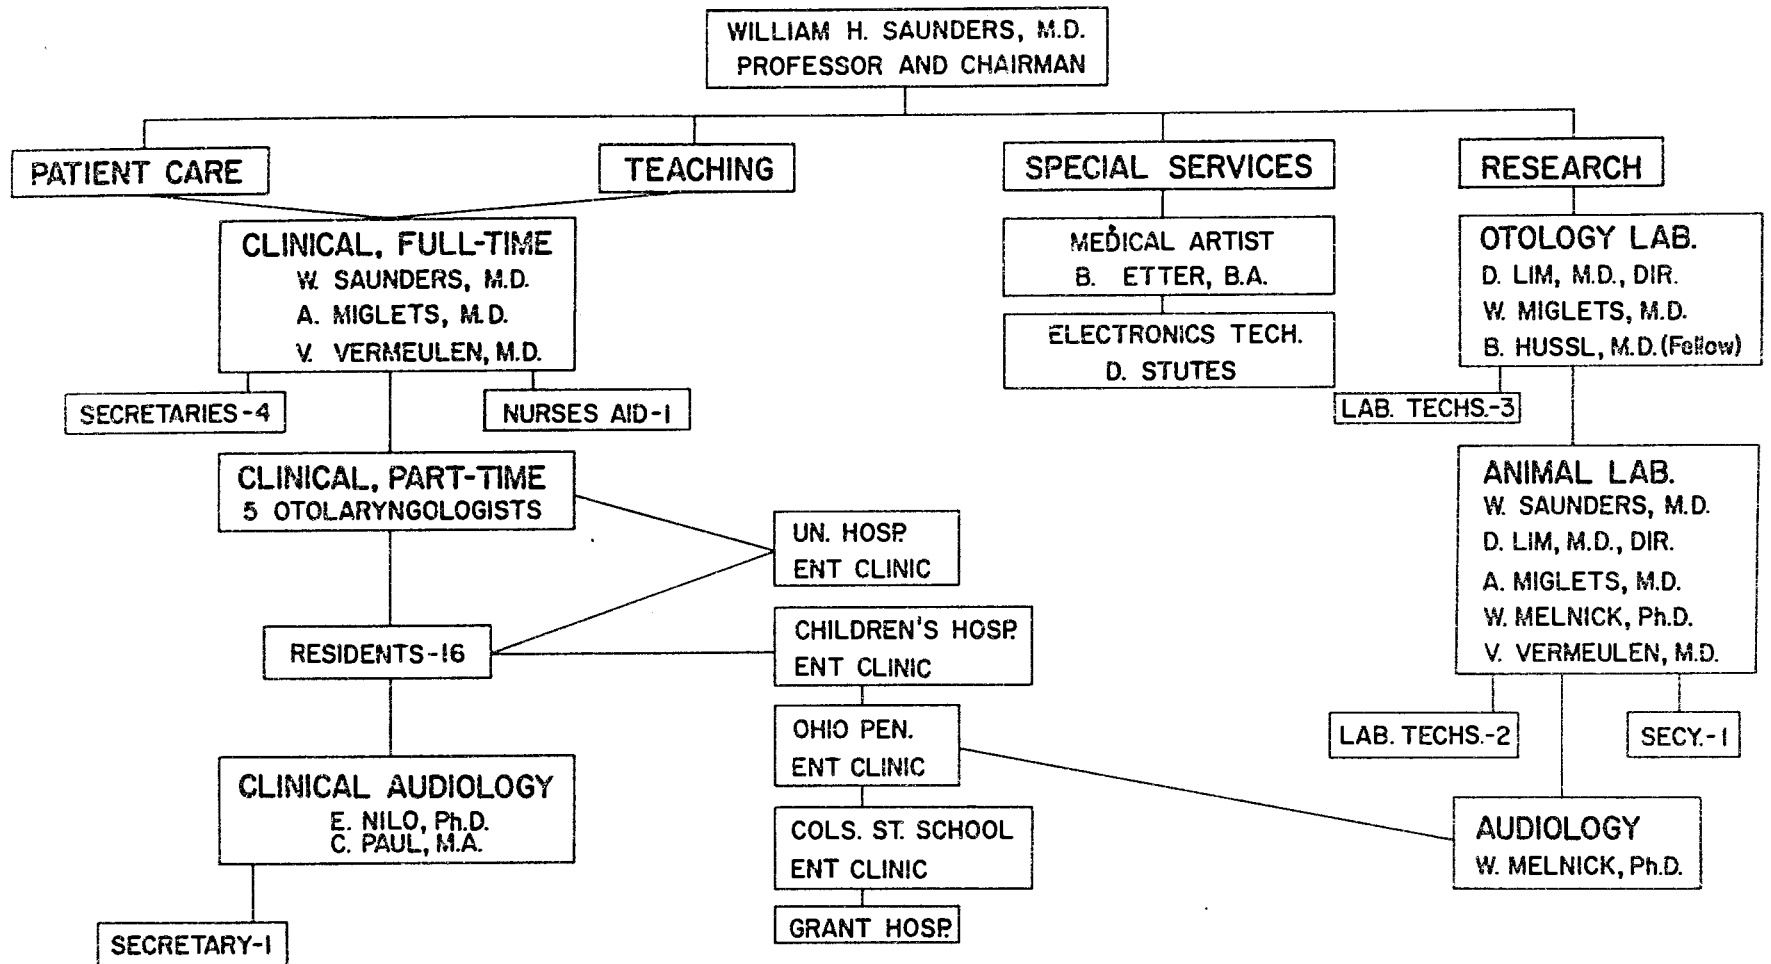 WILLIAM H. SAUNDERS, M.D.
PROFESSOR AND CHAIRMAN
PATIENT CARE
TEACHING
SPECIAL SERVICES
RESEARCH
CLINICAL, FULL-TIME
W. SAUNDERS, M.D.
A. MIGLETS, M.D.
V. VERMEULEN, M.D.
SECRETARIES-4
NURSES AID-1
MEDICAL ARTIST
B. ETTER, B.A.
ELECTRONICS TECH.
D. STUTES
OTOLOGY LAB.
D. LIM, M.D., DIR.
W. MIGLETS, M.D.
B. HUSSL, M.D. (Fellow)
LAB. TECHS.-3
CLINICAL, PART-TIME
5 OTOLARYNGOLOGISTS
UN. HOSP.
ENT CLINIC
RESIDENTS-16
CHILDREN'S HOSP.
ENT CLINIC
OHIO PEN.
ENT CLINIC
COLS. ST. SCHOOL
ENT CLINIC
GRANT HOSP.
CLINICAL AUDIOLOGY
E. NILO, Ph.D.
C. PAUL, M.A.
SECRETARY-1
ANIMAL LAB.
W. SAUNDERS, M.D.
D. LIM, M.D., DIR.
A. MIGLETS, M.D.
W. MELNICK, Ph.D.
V. VERMEULEN, M.D.
LAB. TECHS.-2
SECY.-1
AUDIOLOGY
W. MELNICK, Ph.D.